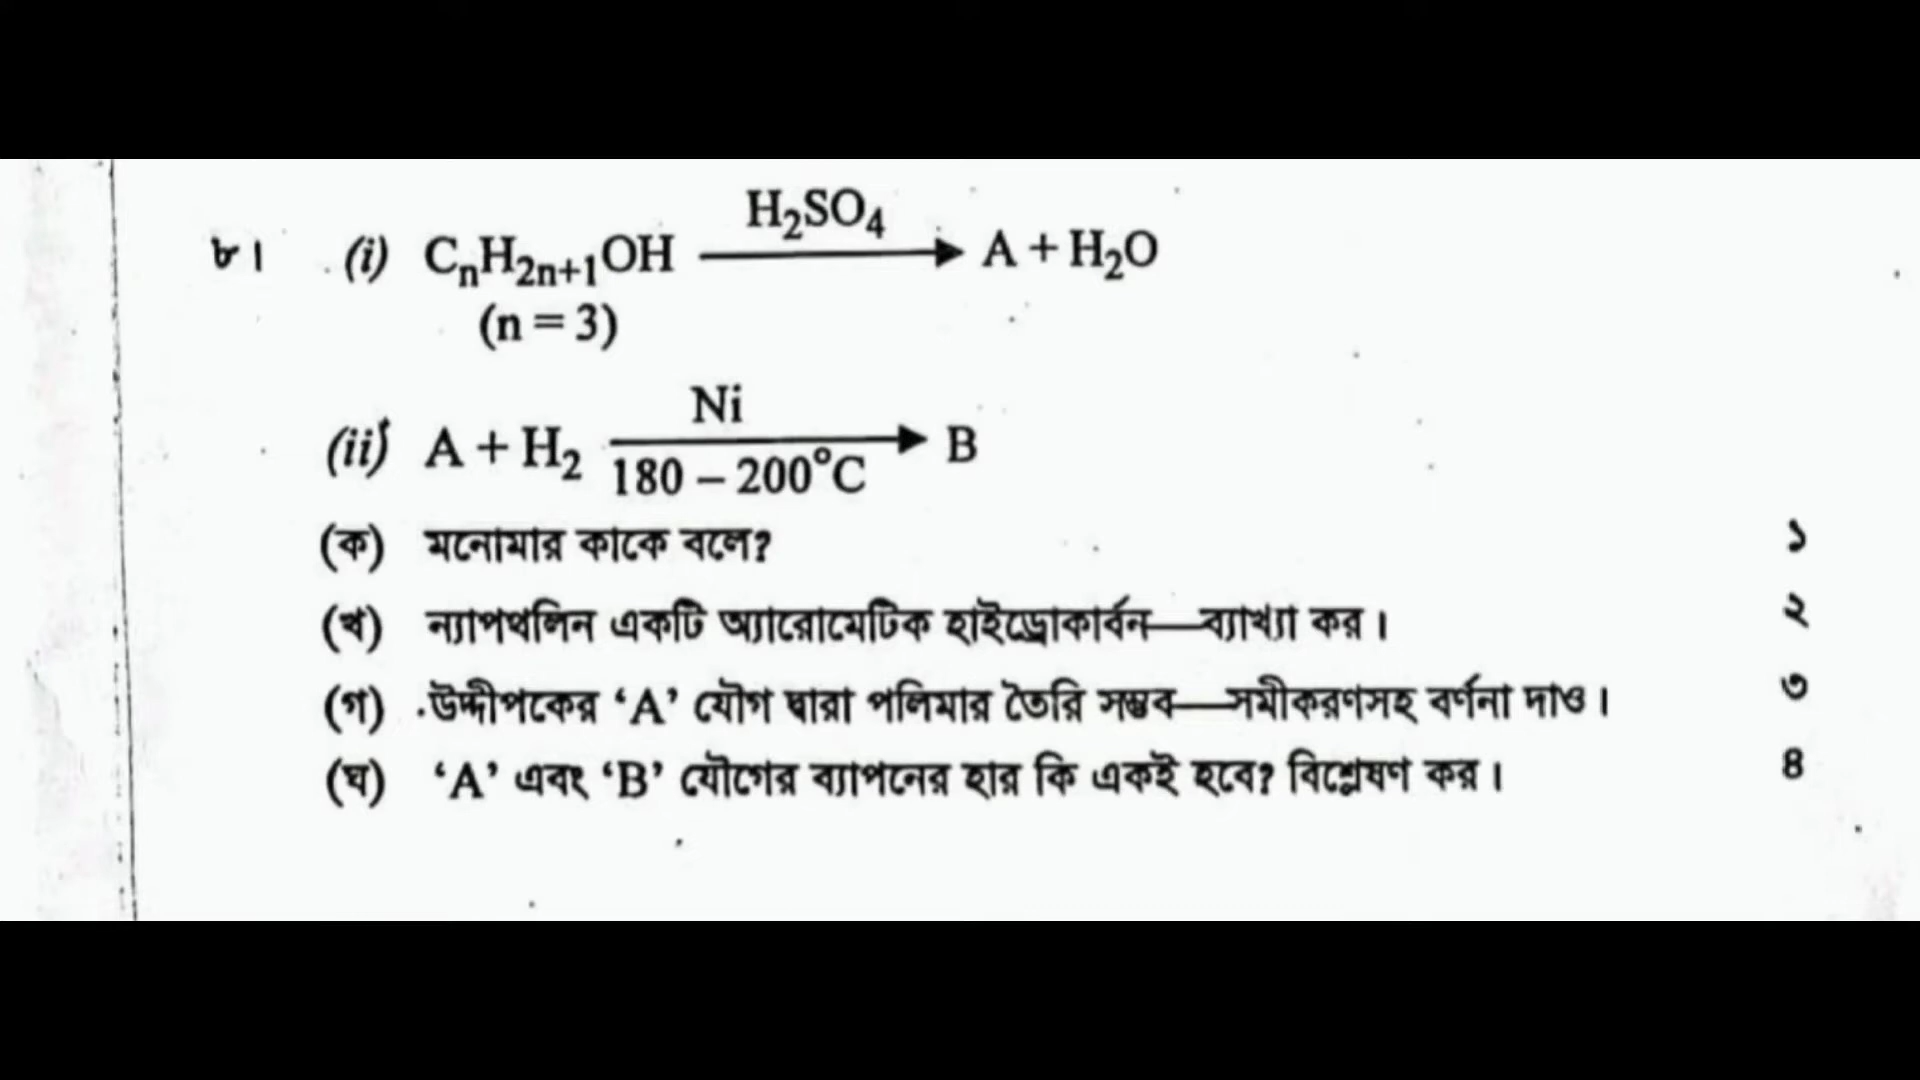 ৮। (i) CnH2n+1OH H2SO4 → A + H2O
(n = 3)
(ii) A + H2 Ni 180 – 200°C → B
(ক) মনোমার কাকে বলে? ১
(খ) ন্যাপথলিন একটি অ্যারোমেটিক হাইড্রোকার্বন—ব্যাখ্যা কর। ২
(গ) উদ্দীপকের ‘A’ যৌগ দ্বারা পলিমার তৈরি সম্ভব—সমীকরণসহ বর্ণনা দাও। ৩
(ঘ) ‘A’ এবং ‘B’ যৌগের ব্যাপনের হার কি একই হবে? বিশ্লেষণ কর। ৪